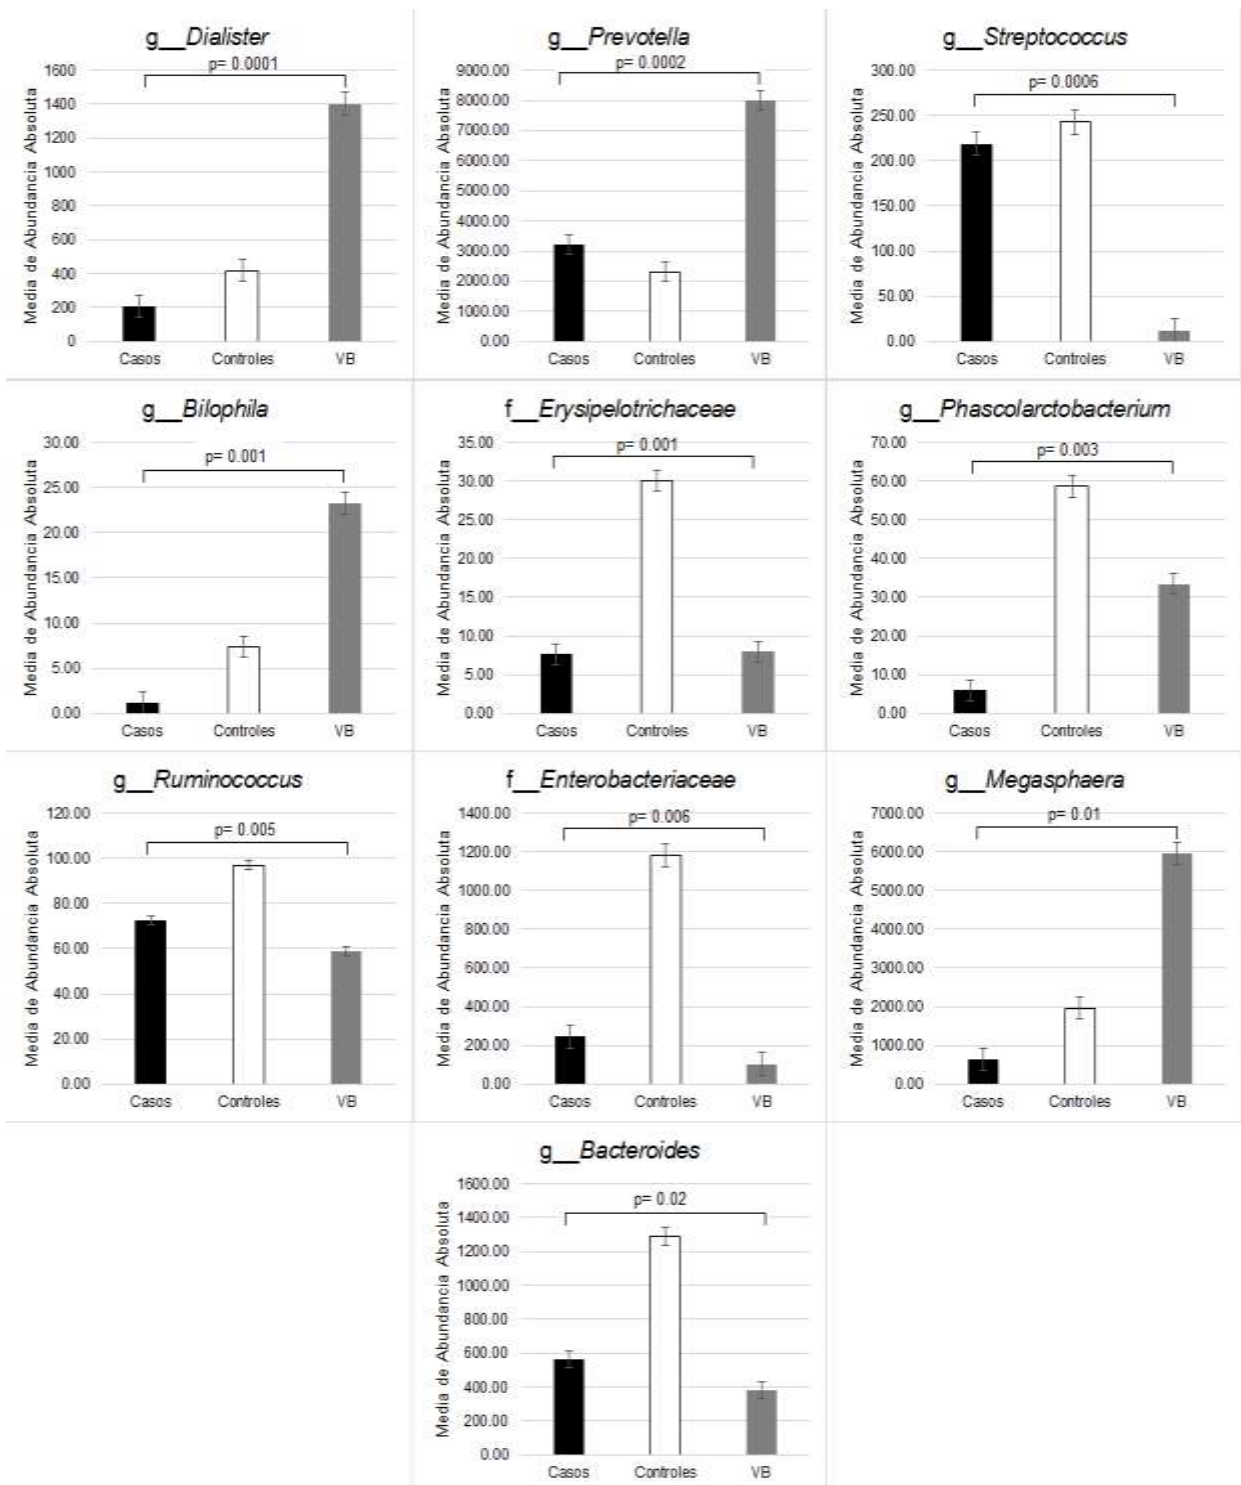 g__Dialister
p= 0.0001
Media de Abundancia Absoluta
1600
1400
1200
1000
800
600
400
200
0
Casos Controles VB
g__Prevotella
p= 0.0002
Media de Abundancia Absoluta
9000.00
8000.00
7000.00
6000.00
5000.00
4000.00
3000.00
2000.00
1000.00
0.00
Casos Controles VB
g__Streptococcus
p= 0.0006
Media de Abundancia Absoluta
300.00
250.00
200.00
150.00
100.00
50.00
0.00
Casos Controles VB
g__Bilophila
p= 0.001
Media de Abundancia Absoluta
30.00
25.00
20.00
15.00
10.00
5.00
0.00
Casos Controles VB
f__Erysipelotrichaceae
p= 0.001
Media de Abundancia Absoluta
35.00
30.00
25.00
20.00
15.00
10.00
5.00
0.00
Casos Controles VB
g__Phascolarctobacterium
p= 0.003
Media de Abundancia Absoluta
70.00
60.00
50.00
40.00
30.00
20.00
10.00
0.00
Casos Controles VB
g__Ruminococcus
p= 0.005
Media de Abundancia Absoluta
120.00
100.00
80.00
60.00
40.00
20.00
0.00
Casos Controles VB
f__Enterobacteriaceae
p= 0.006
Media de Abundancia Absoluta
1400.00
1200.00
1000.00
800.00
600.00
400.00
200.00
0.00
Casos Controles VB
g__Megasphaera
p= 0.01
Media de Abundancia Absoluta
7000.00
6000.00
5000.00
4000.00
3000.00
2000.00
1000.00
0.00
Casos Controles VB
g__Bacteroides
p= 0.02
Media de Abundancia Absoluta
1600.00
1400.00
1200.00
1000.00
800.00
600.00
400.00
200.00
0.00
Casos Controles VB